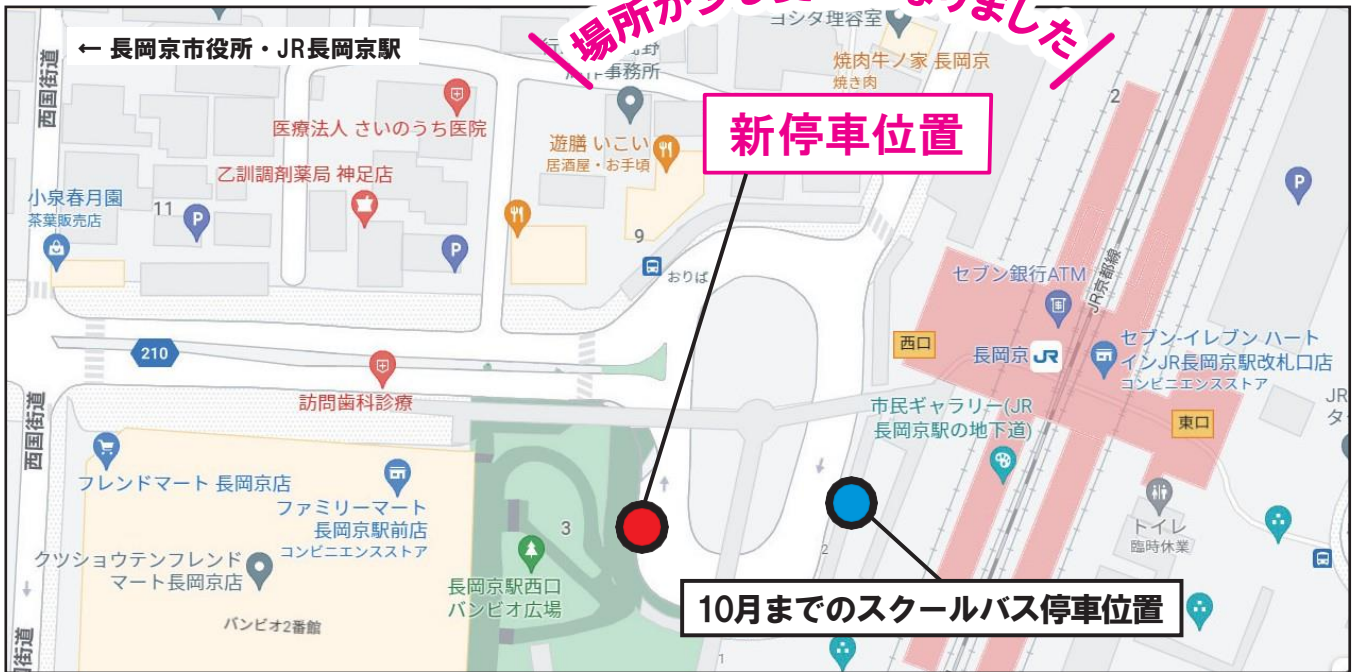 場所が少し変
りました
← 長岡京市役所・JR長岡京駅
西国街道
ヨシダ理容室
事務所
焼肉牛ノ家 長岡京
焼き肉
2
医療法人 さいのうち医院
遊膳 いこい
居酒屋・お手頃
新停車位置
乙訓調剤薬局 神足店
小泉春月園
茶葉販売店
11
P
P
P
9
おりば
セブン銀行ATM
JR京都線
210
西口
長岡京 JR
セブン-イレブン ハート
インJR長岡京駅改札口店
コンビニエンスストア
訪問歯科診療
西国街道
市民ギャラリー(JR
長岡京駅の地下道)
東口
JR
タ
フレンドマート 長岡京店
ファミリーマート
長岡京駅前店
コンビニエンスストア
3
トイレ
臨時休業
クツショウテンフレンド
マート長岡京店
長岡京駅西口
バンビオ広場
2
10月までのスクールバス停車位置
バンビオ2番館
1
国街道